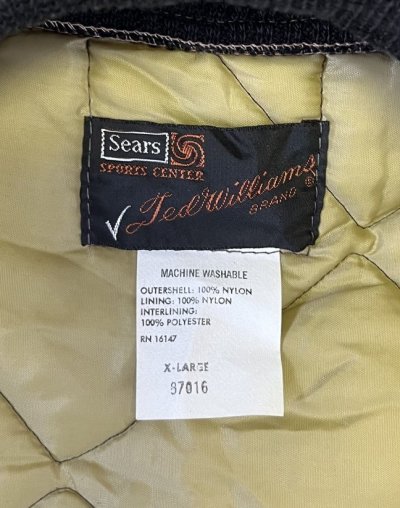 Sears
SPORTS CENTER
Ted Williams ®
BRAND
MACHINE WASHABLE
OUTERSHELL: 100% NYLON
LINING: 100% NYLON
INTERLINING:
100% POLYESTER
RN 16147
X-LARGE
87016